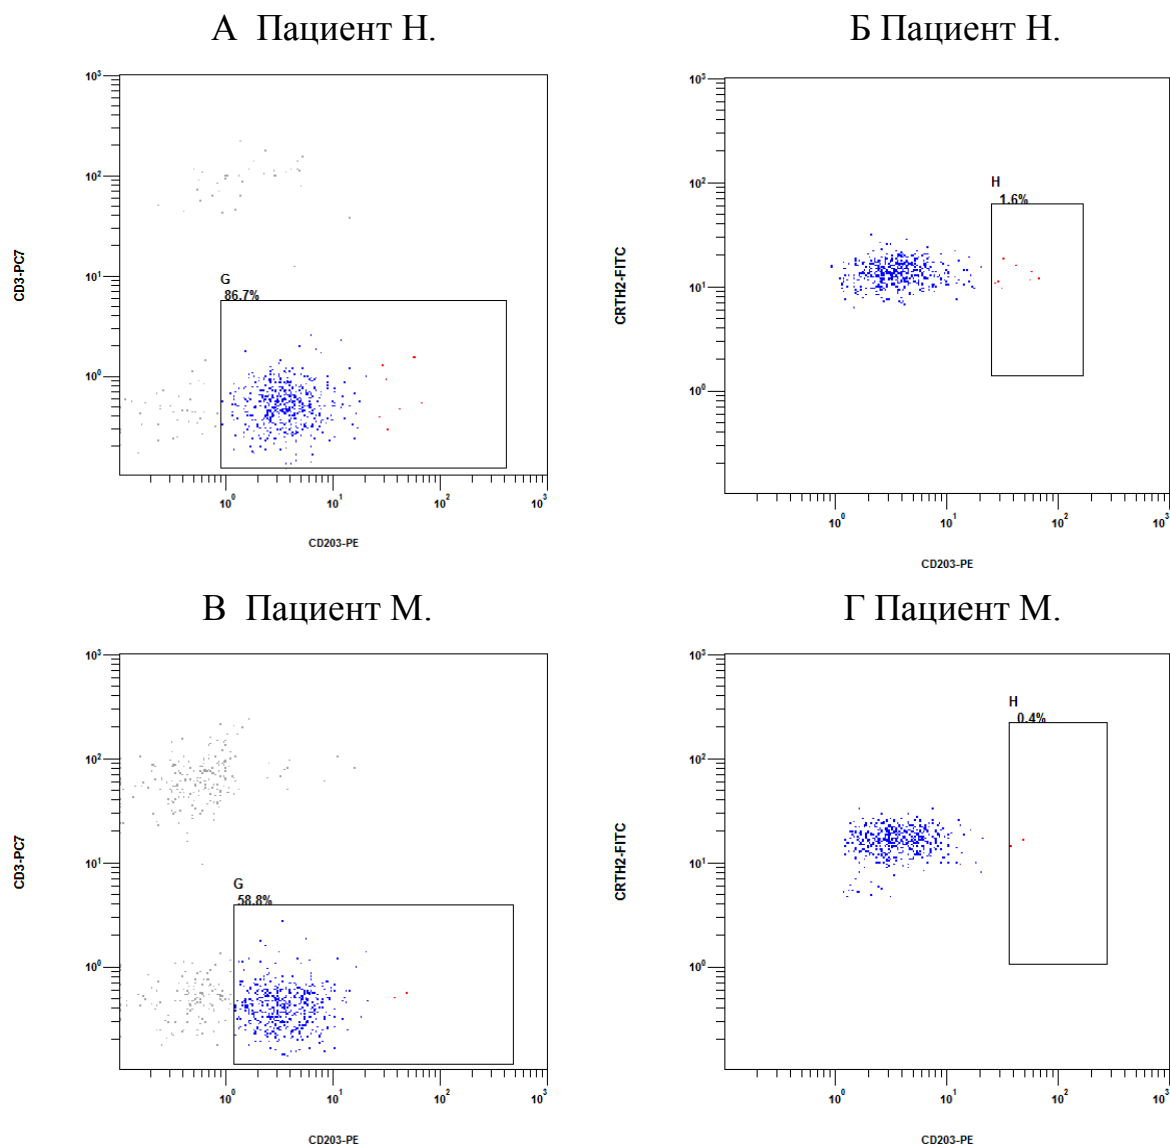 А Пациент Н.
Б Пациент Н.
10³
10²
10¹
10⁰
CD3-PC7
G
86.7%
10⁰
10¹
10²
10³
CD203-PE
10³
10²
10¹
10⁰
CRTH2-FITC
H
1.6%
10⁰
10¹
10²
10³
CD203-PE
В Пациент М.
Г Пациент М.
10³
10²
10¹
10⁰
CD3-PC7
G
58.8%
10⁰
10¹
10²
10³
CD203-PE
10³
10²
10¹
10⁰
CRTH2-FITC
H
0.4%
10⁰
10¹
10²
10³
CD203-PE